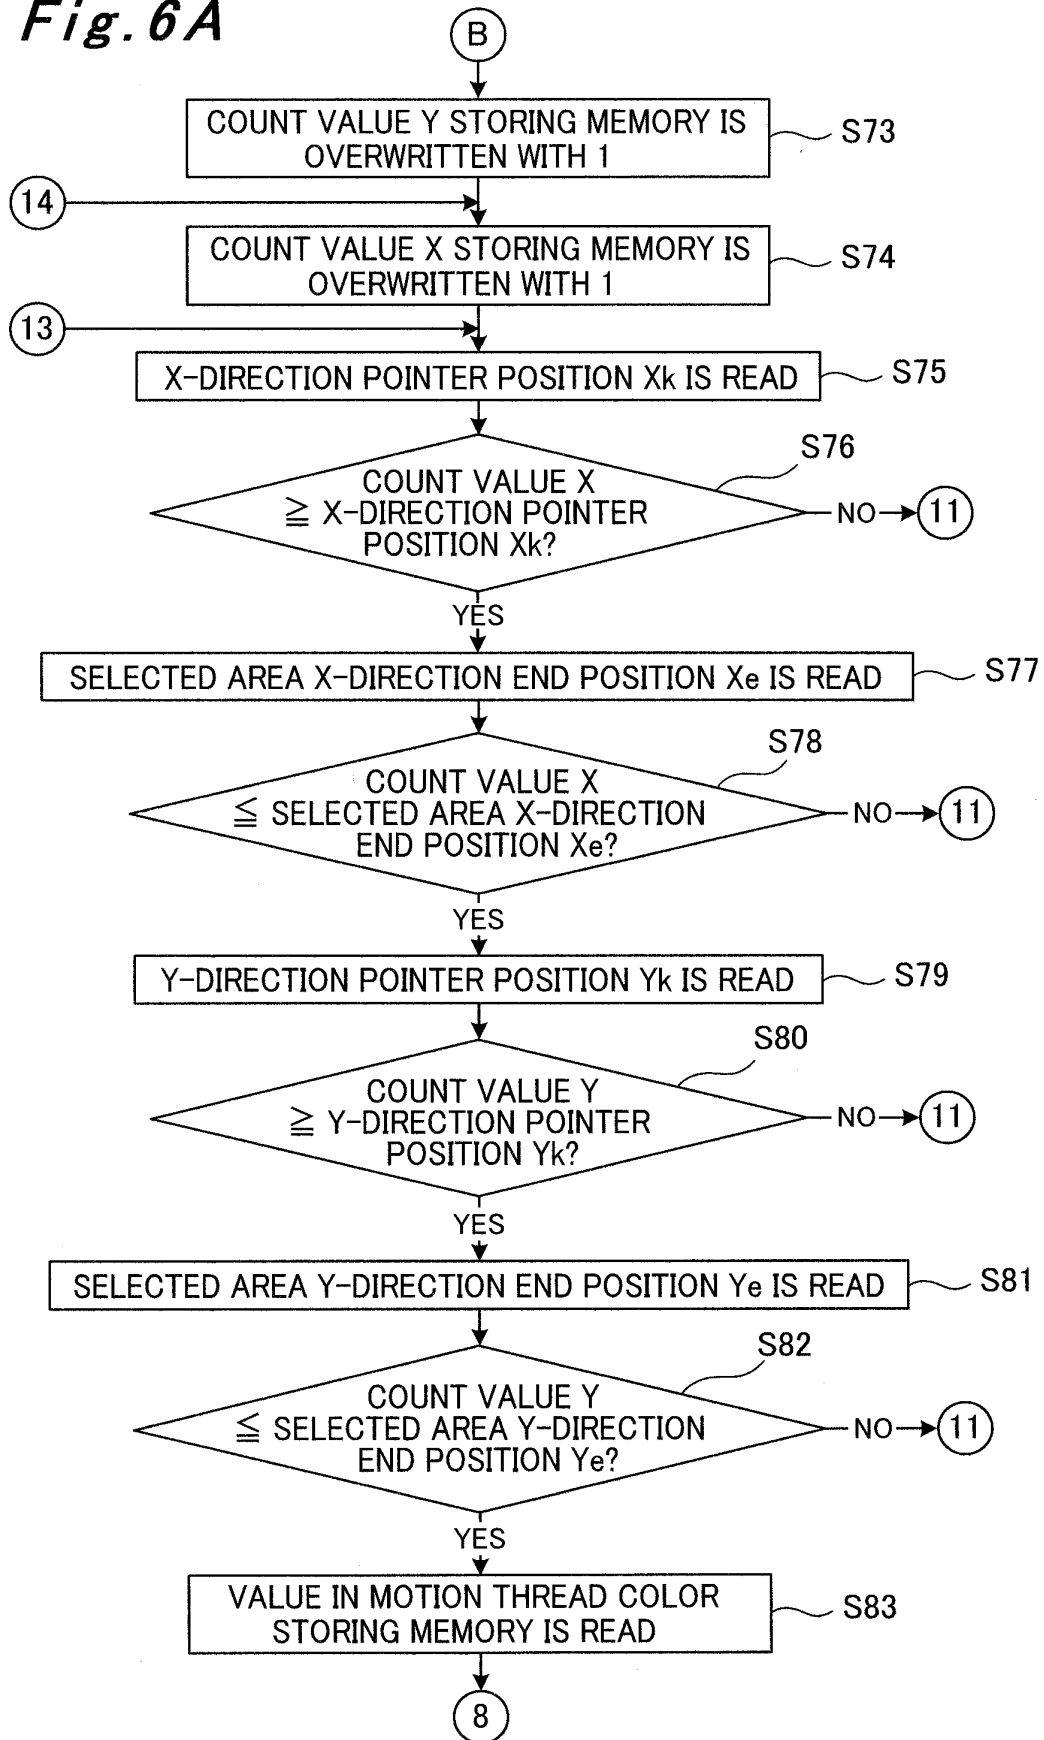 Fig. 6A
B
COUNT VALUE Y STORING MEMORY IS
OVERWRITTEN WITH 1
S73
14
COUNT VALUE X STORING MEMORY IS
OVERWRITTEN WITH 1
S74
13
X-DIRECTION POINTER POSITION Xk IS READ
S75
S76
COUNT VALUE X
≧ X-DIRECTION POINTER
POSITION Xk?
NO
11
YES
SELECTED AREA X-DIRECTION END POSITION Xe IS READ
S77
S78
COUNT VALUE X
≦ SELECTED AREA X-DIRECTION
END POSITION Xe?
NO
11
YES
Y-DIRECTION POINTER POSITION Yk IS READ
S79
S80
COUNT VALUE Y
≧ Y-DIRECTION POINTER
POSITION Yk?
NO
11
YES
SELECTED AREA Y-DIRECTION END POSITION Ye IS READ
S81
S82
COUNT VALUE Y
≦ SELECTED AREA Y-DIRECTION
END POSITION Ye?
NO
11
YES
VALUE IN MOTION THREAD COLOR
STORING MEMORY IS READ
S83
8